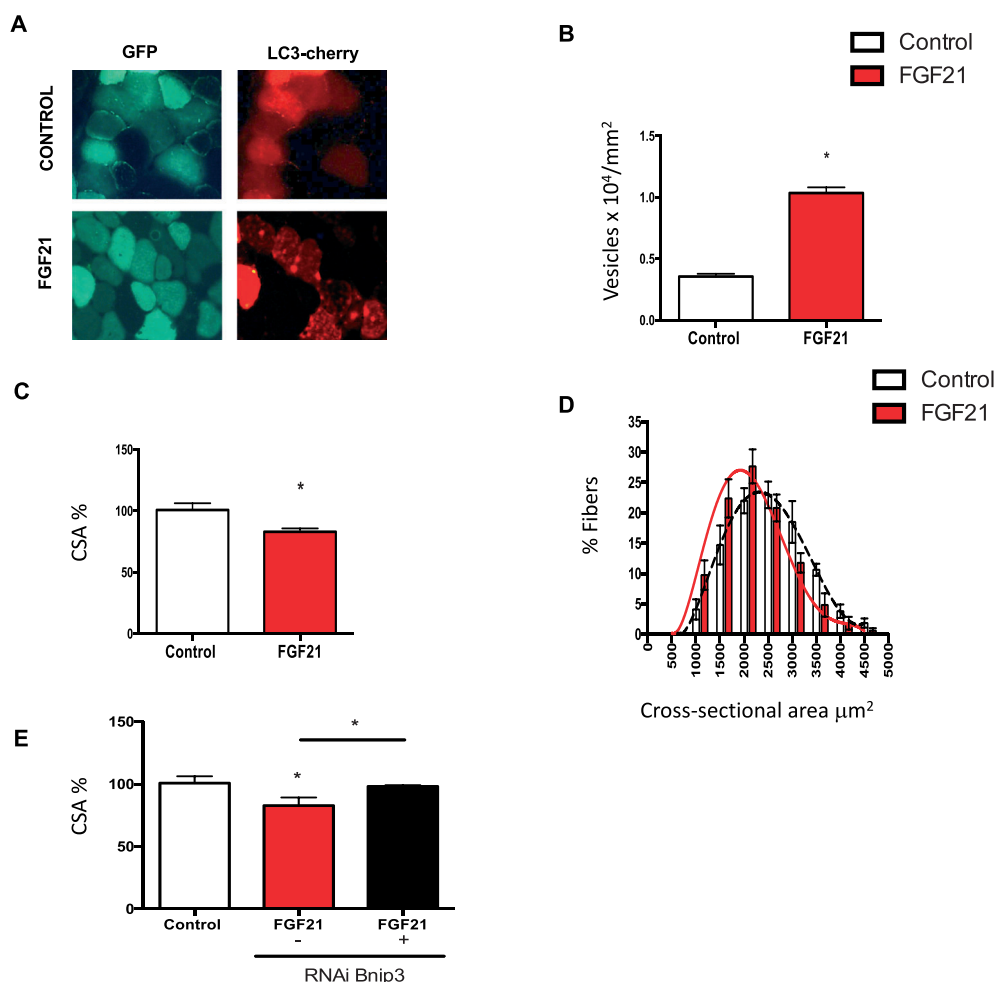 A
GFP
LC3-cherry
CONTROL
FGF21
B
Control
FGF21
Vesicles x 10⁴/mm²
1.5
1.0
0.5
0.0
*
Control
FGF21
C
CSA %
150
100
50
0
*
Control
FGF21
D
Control
FGF21
% Fibers
35
30
25
20
15
10
5
0
0 500 1000 1500 2000 2500 3000 3500 4000 4500 5000
Cross-sectional area μm²
E
CSA %
150
100
50
0
*
*
Control FGF21 FGF21
- +
RNAi Bnip3